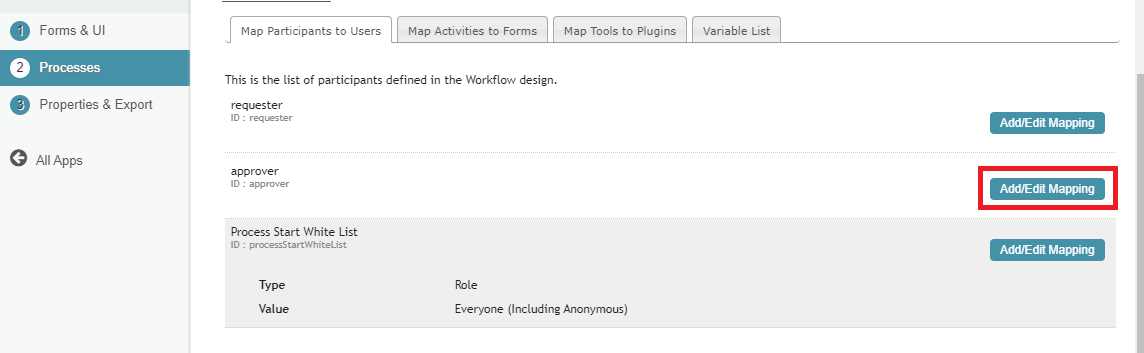 1 Forms & UI
2 Processes
3 Properties & Export
All Apps
Map Participants to Users
Map Activities to Forms
Map Tools to Plugins
Variable List
This is the list of participants defined in the Workflow design.
requester
ID : requester
Add/Edit Mapping
approver
ID : approver
Add/Edit Mapping
Process Start White List
ID : processStartWhiteList
Add/Edit Mapping
Type Role
Value Everyone (Including Anonymous)